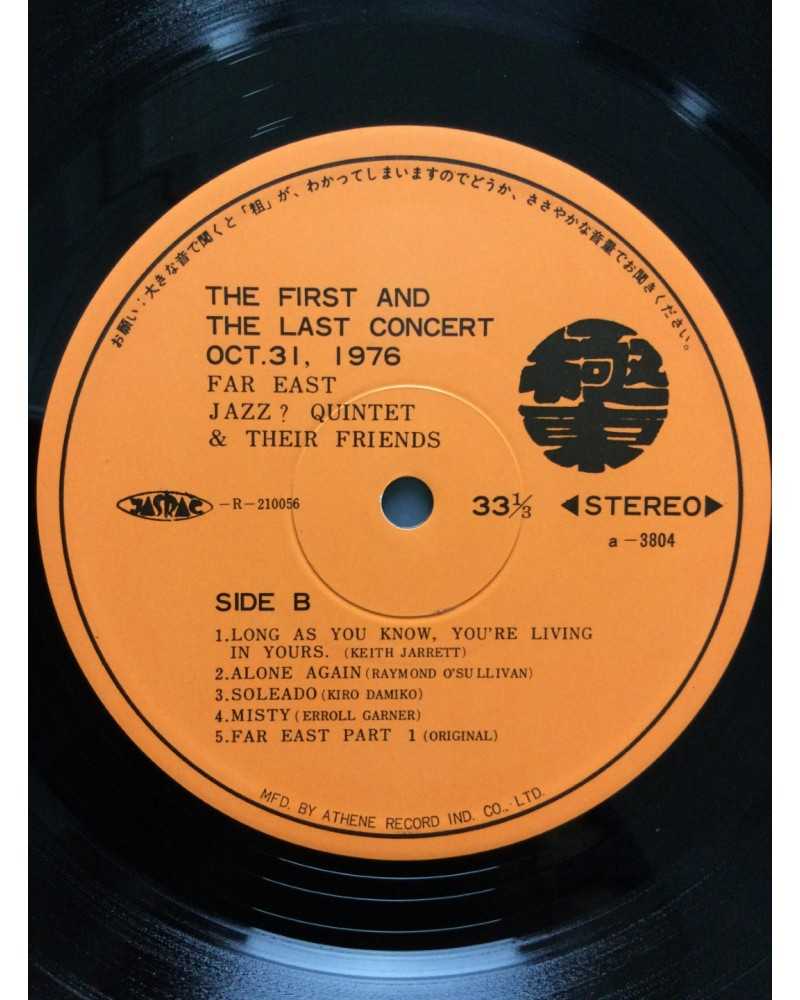 お願い：大きな音で聞くと「粗」が、わかってしまいますのでどうか、ささやかな音量でお聞きください。
THE FIRST AND
THE LAST CONCERT
OCT.31, 1976
FAR EAST
JAZZ? QUINTET
& THEIR FRIENDS
極東
JASRAC
-R-210056
33⅓
◀STEREO▶
a-3804
SIDE B
1.LONG AS YOU KNOW, YOU'RE LIVING
IN YOURS. (KEITH JARRETT)
2.ALONE AGAIN (RAYMOND O'SULLIVAN)
3.SOLEADO (KIRO DAMIKO)
4.MISTY (ERROLL GARNER)
5.FAR EAST PART 1 (ORIGINAL)
MFD. BY ATHENE RECORD IND. CO., LTD.